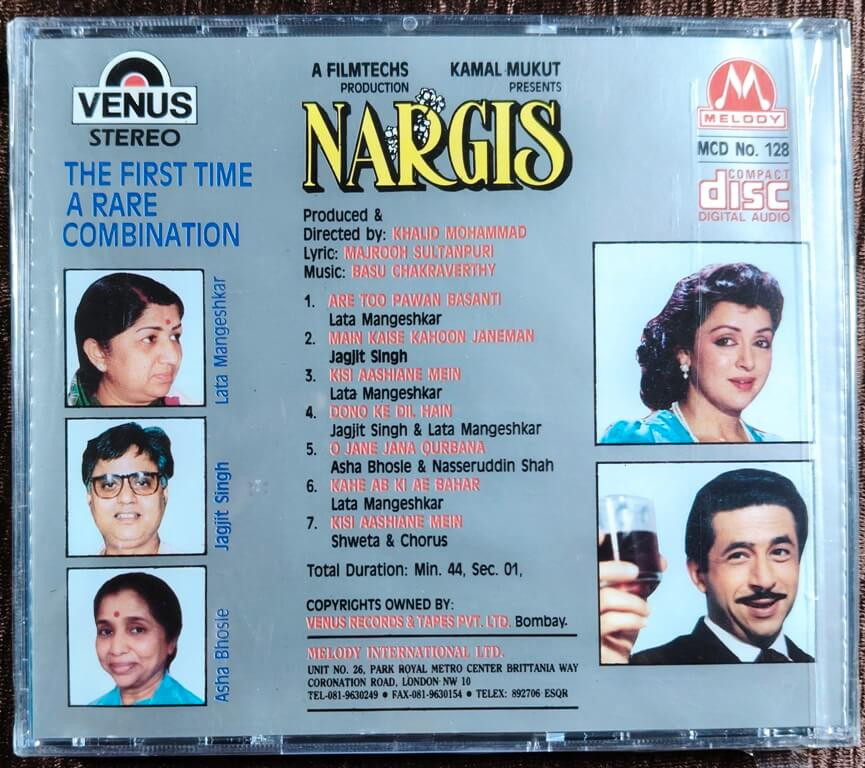 VENUS
STEREO
THE FIRST TIME
A RARE
COMBINATION
Lata Mangeshkar
Jagjit Singh
Asha Bhosle
A FILMTECHS KAMAL MUKUT
PRODUCTION PRESENTS
NARGIS
Produced &
Directed by: KHALID MOHAMMAD
Lyric: MAJROOH SULTANPURI
Music: BASU CHAKRAVERTHY
1. ARE TOO PAWAN BASANTI
Lata Mangeshkar
2. MAIN KAISE KAHOON JANEMAN
Jagjit Singh
3. KISI AASHIANE MEIN
Lata Mangeshkar
4. DONO KE DIL HAIN
Jagjit Singh & Lata Mangeshkar
5. O JANE JANA QURBANA
Asha Bhosle & Nasseruddin Shah
6. KAHE AB KI AE BAHAR
Lata Mangeshkar
7. KISI AASHIANE MEIN
Shweta & Chorus
Total Duration: Min. 44, Sec. 01,
COPYRIGHTS OWNED BY:
VENUS RECORDS & TAPES PVT. LTD. Bombay.
MELODY INTERNATIONAL LTD.
UNIT NO. 26, PARK ROYAL METRO CENTER BRITTANIA WAY
CORONATION ROAD, LONDON NW 10
TEL-081-9630249 • FAX-081-9630154 • TELEX: 892706 ESQR
M
MELODY
MCD No. 128
COMPACT
disc
DIGITAL AUDIO